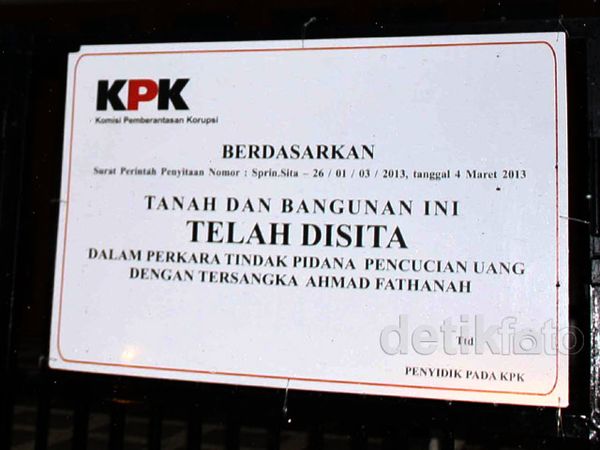 KPK
Komisi Pemberantasan Korupsi
BERDASARKAN
Surat Perintah Penyitaan Nomor : Sprin.Sita – 26 / 01 / 03 / 2013, tanggal 4 Maret 2013
TANAH DAN BANGUNAN INI
TELAH DISITA
DALAM PERKARA TINDAK PIDANA PENCUCIAN UANG
DENGAN TERSANGKA AHMAD FATHANAH
Ttd
detikfoto
PENYIDIK PADA KPK